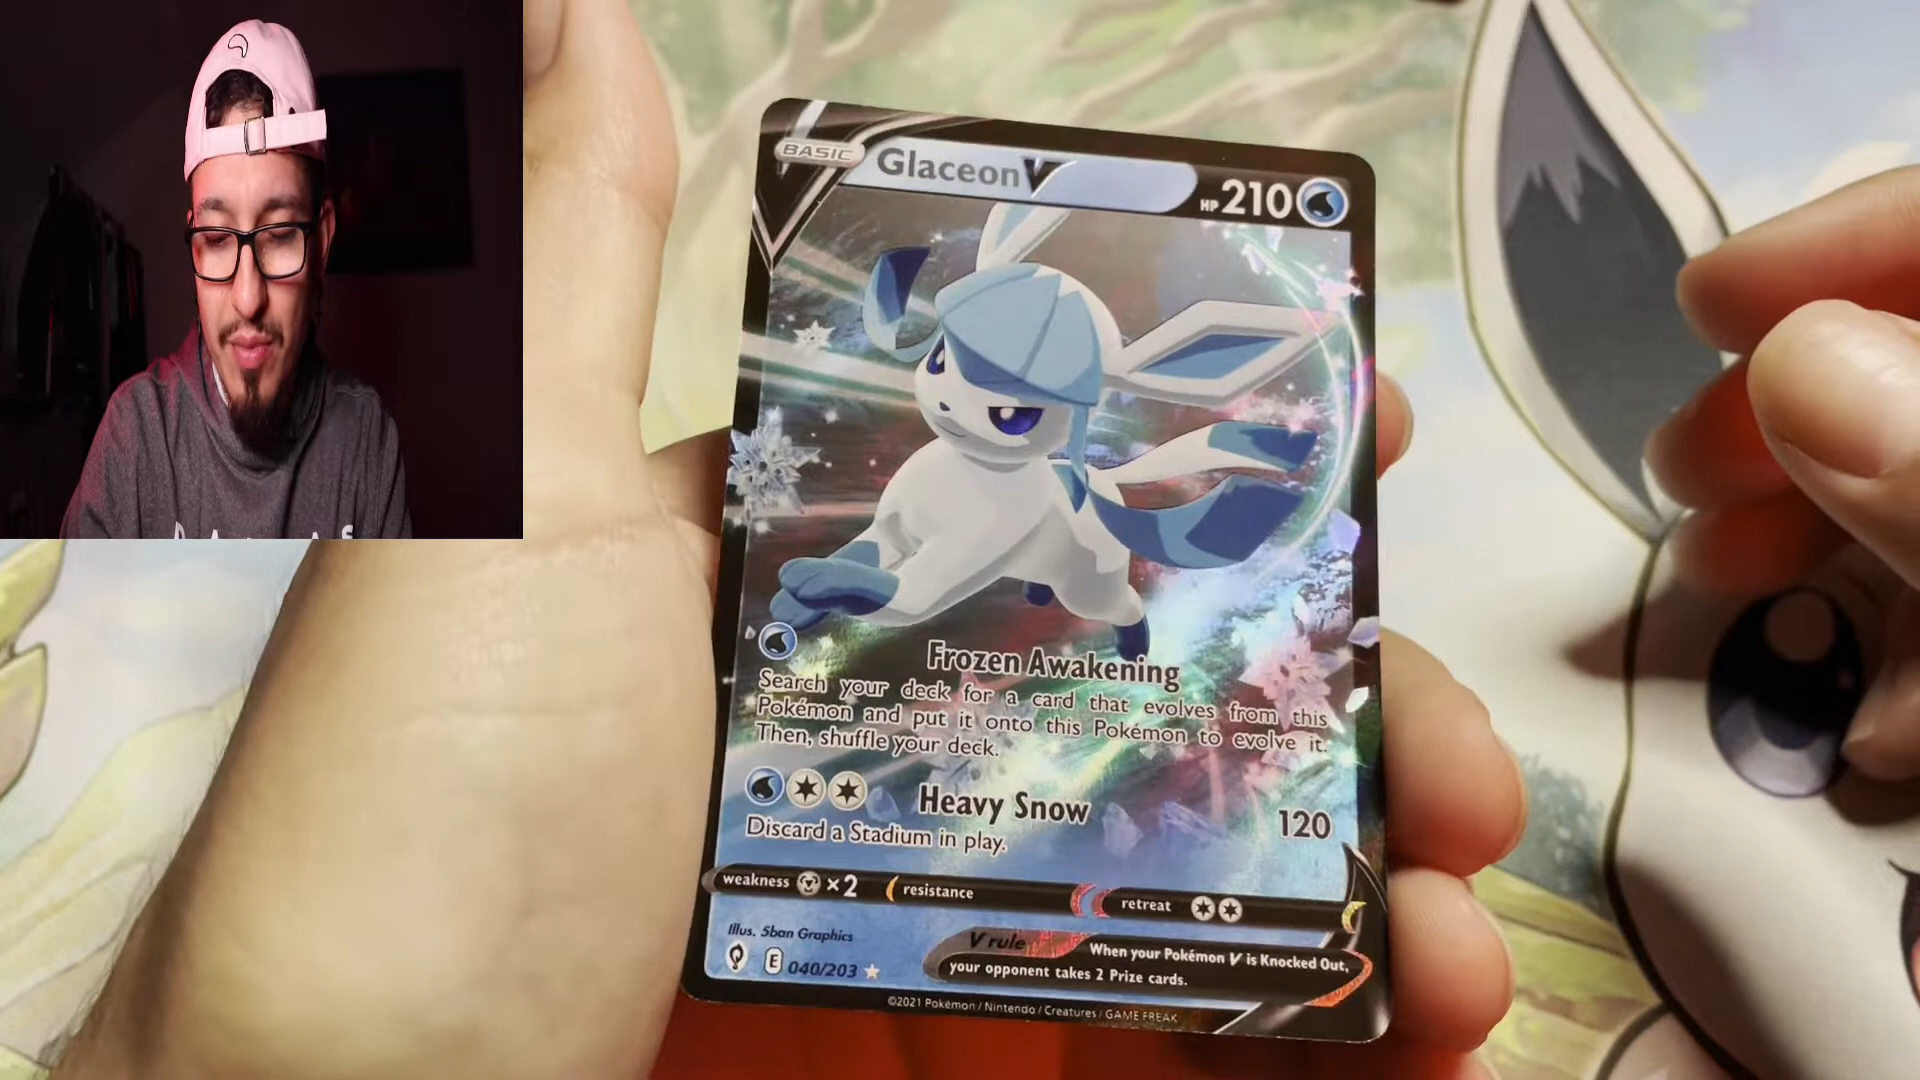 BASIC
Glaceon V
HP 210
Frozen Awakening
Search your deck for a card that evolves from this
Pokémon and put it onto this Pokémon to evolve it.
Then, shuffle your deck.
Heavy Snow
120
Discard a Stadium in play.
weakness ×2
resistance
retreat
Illus. 5ban Graphics
V rule
When your Pokémon V is Knocked Out,
your opponent takes 2 Prize cards.
E 040/203
©2021 Pokémon / Nintendo / Creatures / GAME FREAK